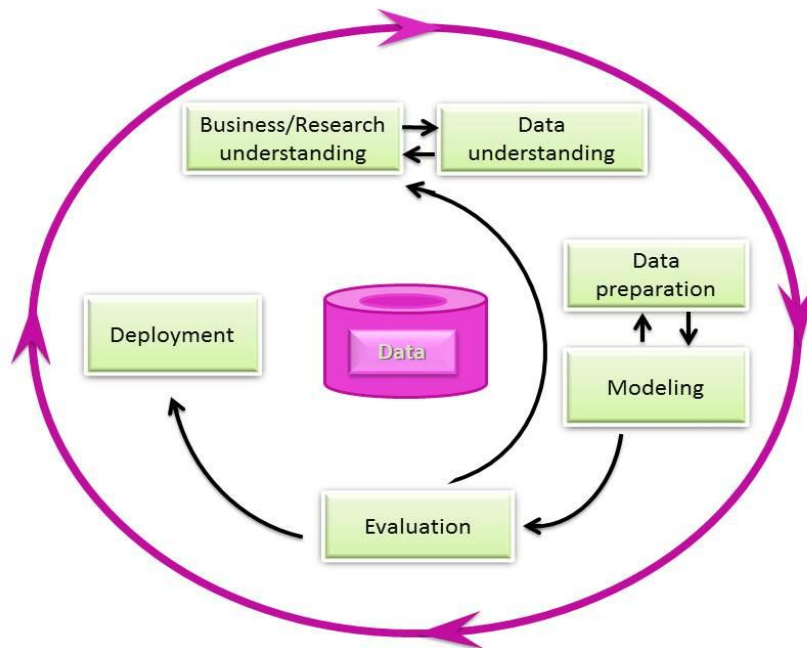 Business/Research
understanding
Data
understanding
Data
preparation
Deployment
Data
Modeling
Evaluation